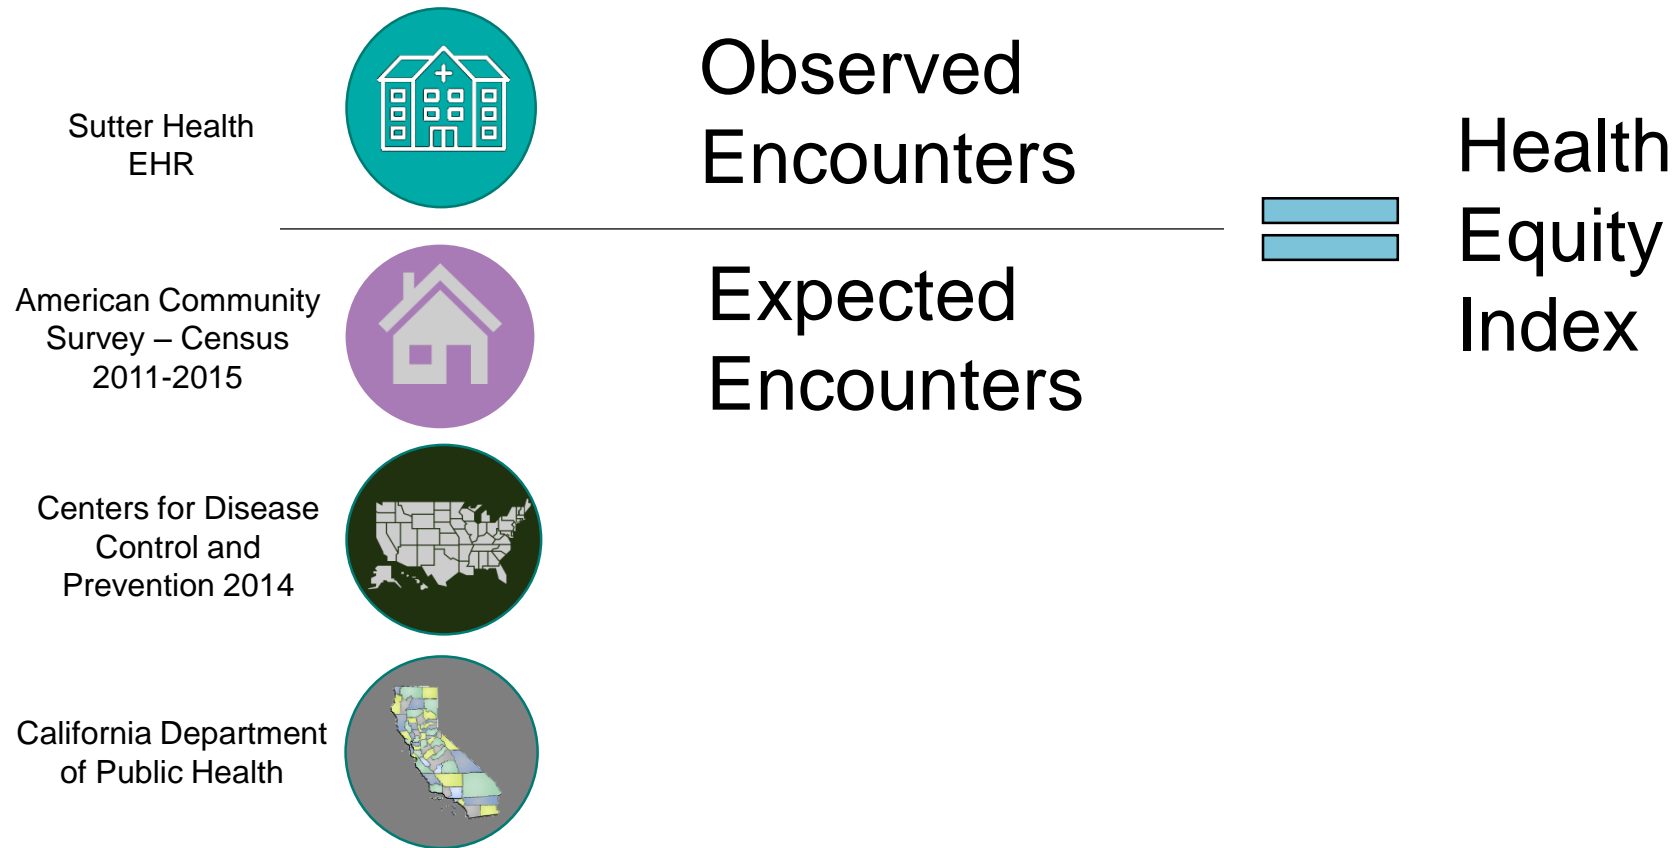 Sutter Health
EHR
Observed
Encounters
American Community
Survey – Census
2011-2015
Expected
Encounters
Health
Equity
Index
Centers for Disease
Control and
Prevention 2014
California Department
of Public Health